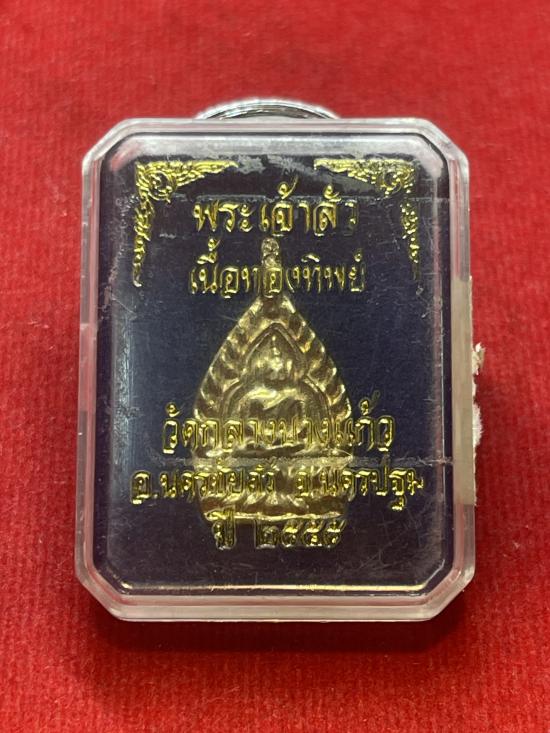 พระเจ้าสัว
เนื้อทองทิพย์
วัดกลางบางแก้ว
อ.นครชัยศรี จ.นครปฐม
ปี ๒๕๕๕